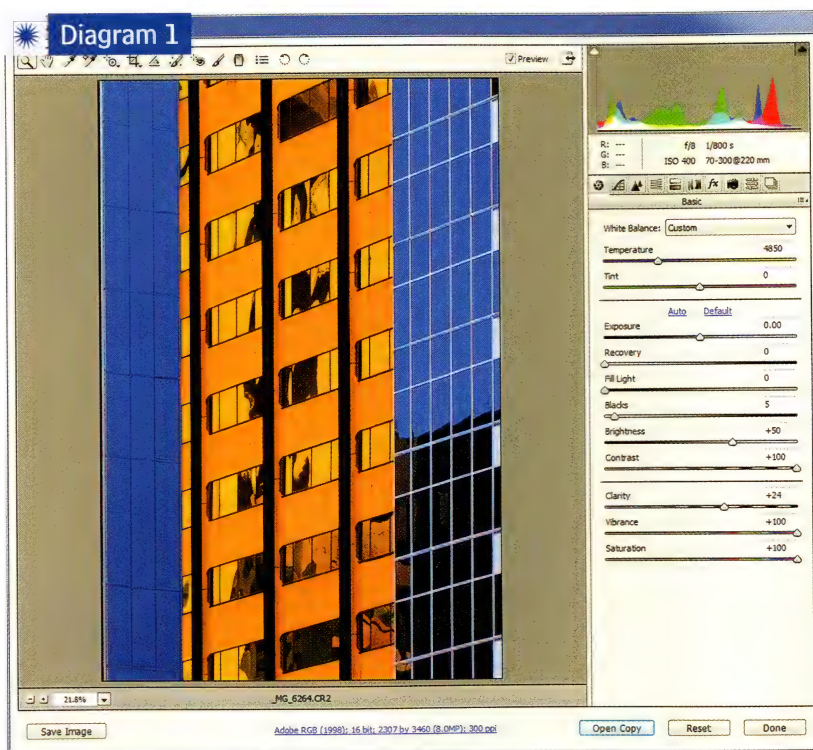 Diagram 1
Preview
R: ---
G: ---
B: ---
f/8 1/800 s
ISO 400 70-300@220 mm
fx
Basic
White Balance: Custom
Temperature 4850
Tint 0
Auto Default
Exposure 0.00
Recovery 0
Fill Light 0
Blacks 5
Brightness +50
Contrast +100
Clarity +24
Vibrance +100
Saturation +100
- + 21.8% _MG_6264.CR2
Save Image Adobe RGB (1998); 16 bit; 2307 by 3460 (8.0MP); 300 ppi Open Copy Reset Done